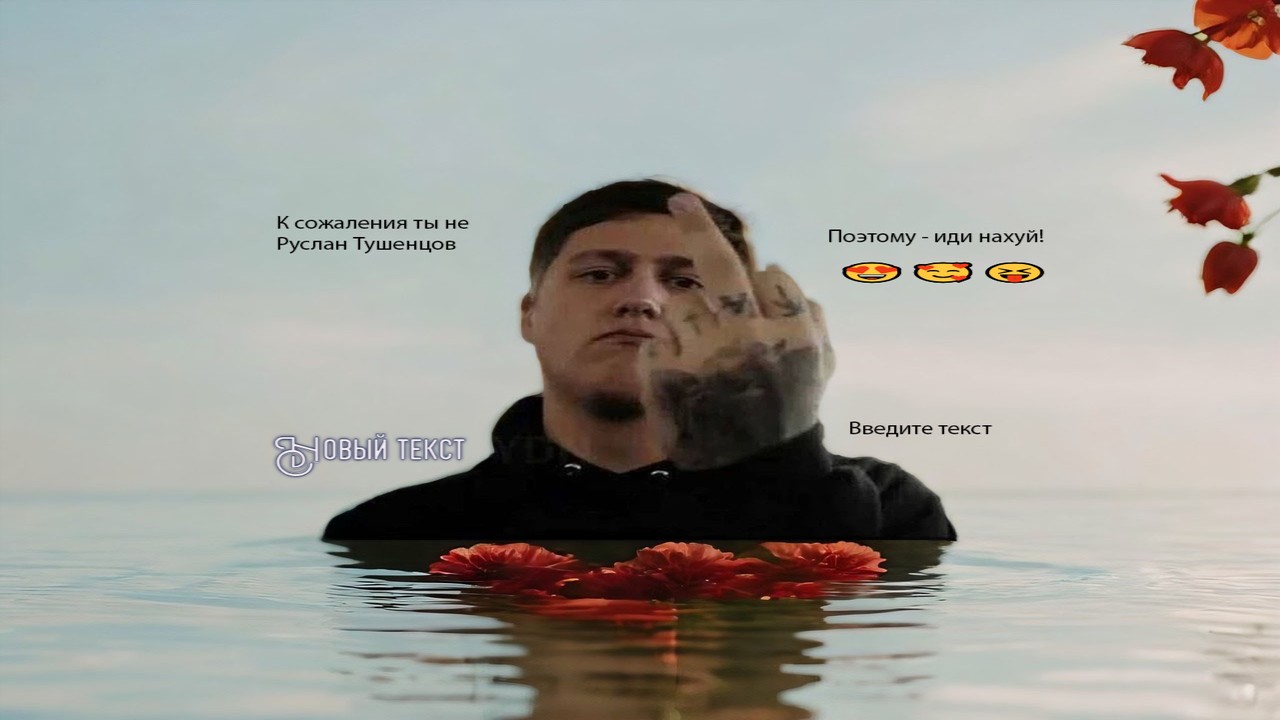 К сожаления ты не
Руслан Тушенцов
Поэтому - иди нахуй!
😍 🥰 😝
Новый текст
Введите текст